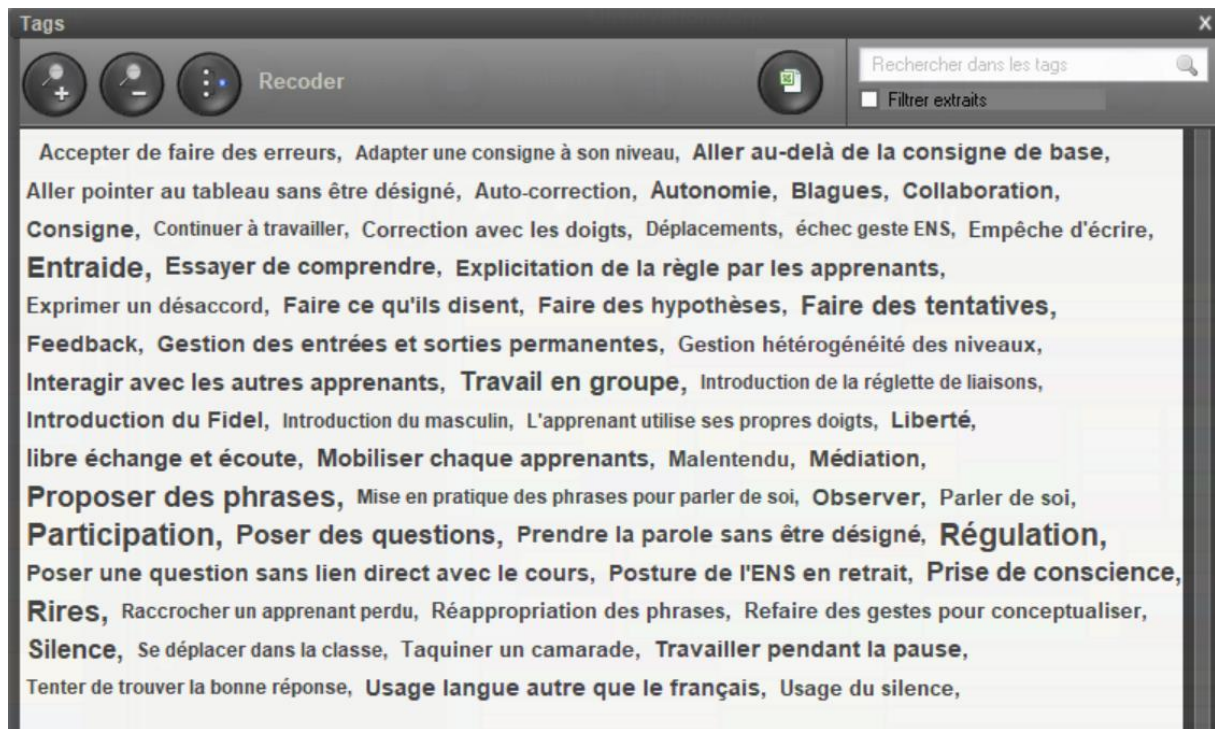 Tags X
Recoder
Rechercher dans les tags
Filtrer extraits
Accepter de faire des erreurs, Adapter une consigne à son niveau, Aller au-delà de la consigne de base,
Aller pointer au tableau sans être désigné, Auto-correction, Autonomie, Blagues, Collaboration,
Consigne, Continuer à travailler, Correction avec les doigts, Déplacements, échec geste ENS, Empêche d'écrire,
Entraide, Essayer de comprendre, Explicitation de la règle par les apprenants,
Exprimer un désaccord, Faire ce qu'ils disent, Faire des hypothèses, Faire des tentatives,
Feedback, Gestion des entrées et sorties permanentes, Gestion hétérogénéité des niveaux,
Interagir avec les autres apprenants, Travail en groupe, Introduction de la réglette de liaisons,
Introduction du Fidel, Introduction du masculin, L'apprenant utilise ses propres doigts, Liberté,
libre échange et écoute, Mobiliser chaque apprenants, Malentendu, Médiation,
Proposer des phrases, Mise en pratique des phrases pour parler de soi, Observer, Parler de soi,
Participation, Poser des questions, Prendre la parole sans être désigné, Régulation,
Poser une question sans lien direct avec le cours, Posture de l'ENS en retrait, Prise de conscience,
Rires, Raccrocher un apprenant perdu, Réappropriation des phrases, Refaire des gestes pour conceptualiser,
Silence, Se déplacer dans la classe, Taquiner un camarade, Travailler pendant la pause,
Tenter de trouver la bonne réponse, Usage langue autre que le français, Usage du silence,